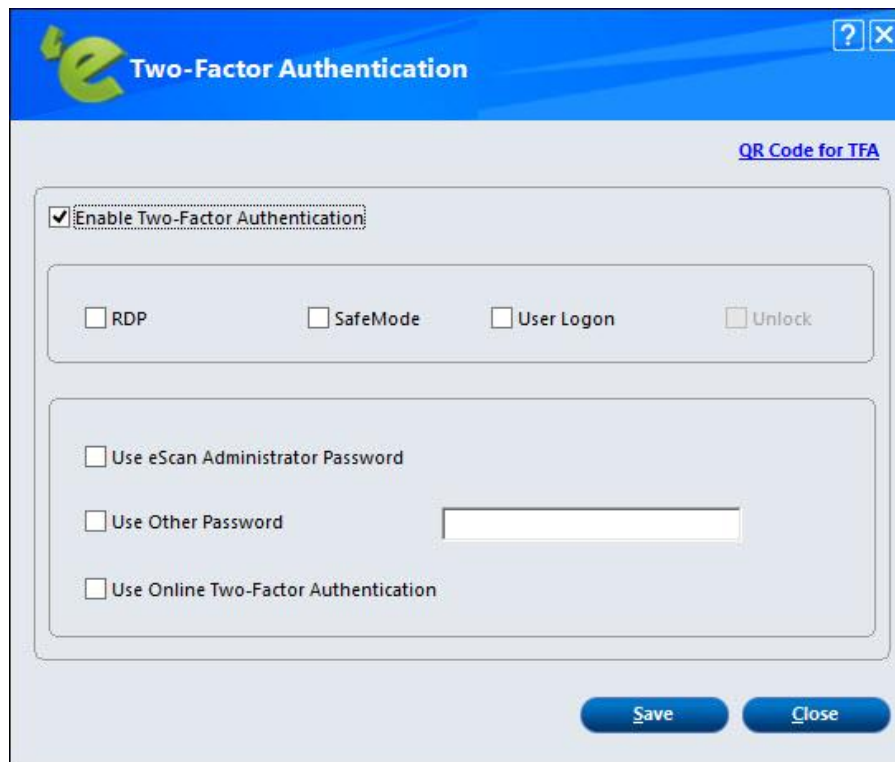 Two-Factor Authentication
QR Code for TFA
Enable Two-Factor Authentication
RDP SafeMode User Logon Unlock
Use eScan Administrator Password
Use Other Password
Use Online Two-Factor Authentication
Save Close